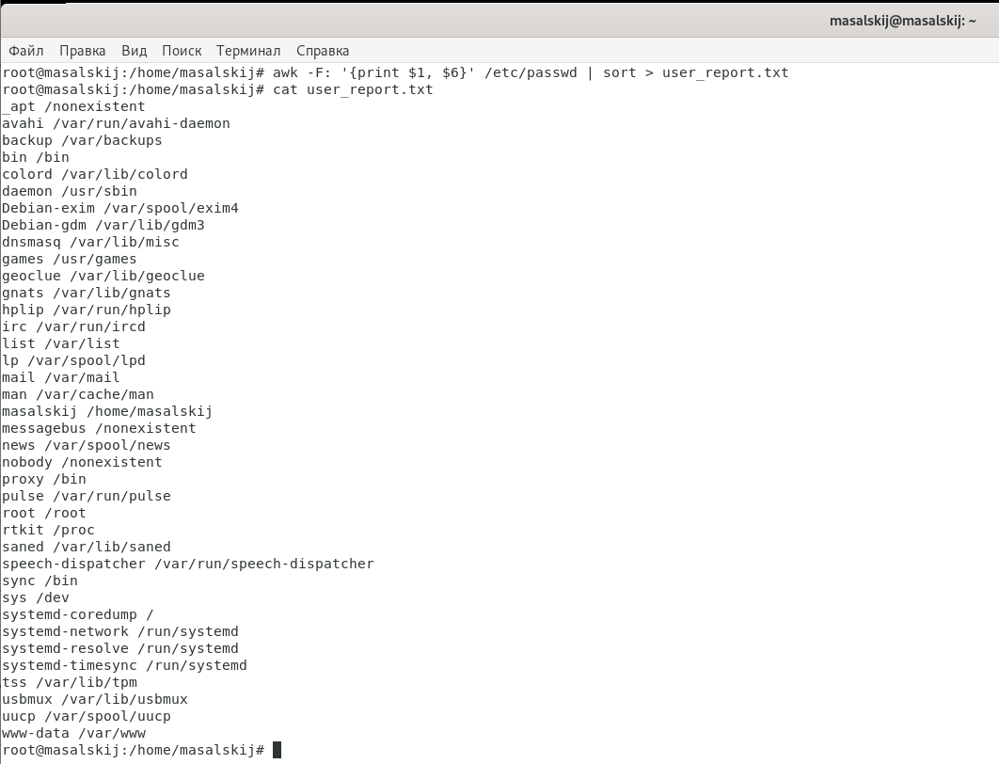 masalskij@masalskij: ~
Файл Правка Вид Поиск Терминал Справка
root@masalskij:/home/masalskij# awk -F: '{print $1, $6}' /etc/passwd | sort > user_report.txt
root@masalskij:/home/masalskij# cat user_report.txt
_apt /nonexistent
avahi /var/run/avahi-daemon
backup /var/backups
bin /bin
colord /var/lib/colord
daemon /usr/sbin
Debian-exim /var/spool/exim4
Debian-gdm /var/lib/gdm3
dnsmasq /var/lib/misc
games /usr/games
geoclue /var/lib/geoclue
gnats /var/lib/gnats
hplip /var/run/hplip
irc /var/run/ircd
list /var/list
lp /var/spool/lpd
mail /var/mail
man /var/cache/man
masalskij /home/masalskij
messagebus /nonexistent
news /var/spool/news
nobody /nonexistent
proxy /bin
pulse /var/run/pulse
root /root
rtkit /proc
saned /var/lib/saned
speech-dispatcher /var/run/speech-dispatcher
sync /bin
sys /dev
systemd-coredump /
systemd-network /run/systemd
systemd-resolve /run/systemd
systemd-timesync /run/systemd
tss /var/lib/tpm
usbmux /var/lib/usbmux
uucp /var/spool/uucp
www-data /var/www
root@masalskij:/home/masalskij#